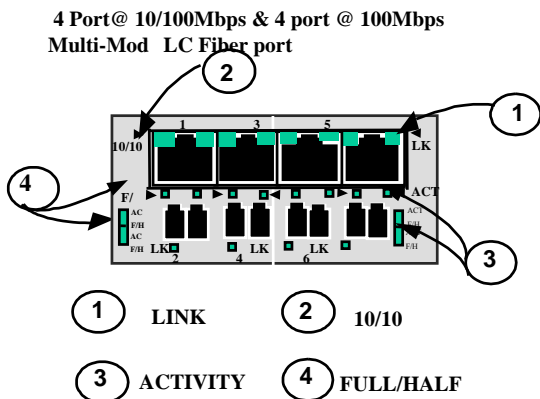 4 Port@ 10/100Mbps & 4 port @ 100Mbps
Multi-Mod LC Fiber port
2
1
1 3 5
10/10 LK
4
F/ ACT
AC ACT
F/H F/H
AC
F/H LK LK LK F/H
2 4 6
3
1 LINK 2 10/10
3 ACTIVITY 4 FULL/HALF